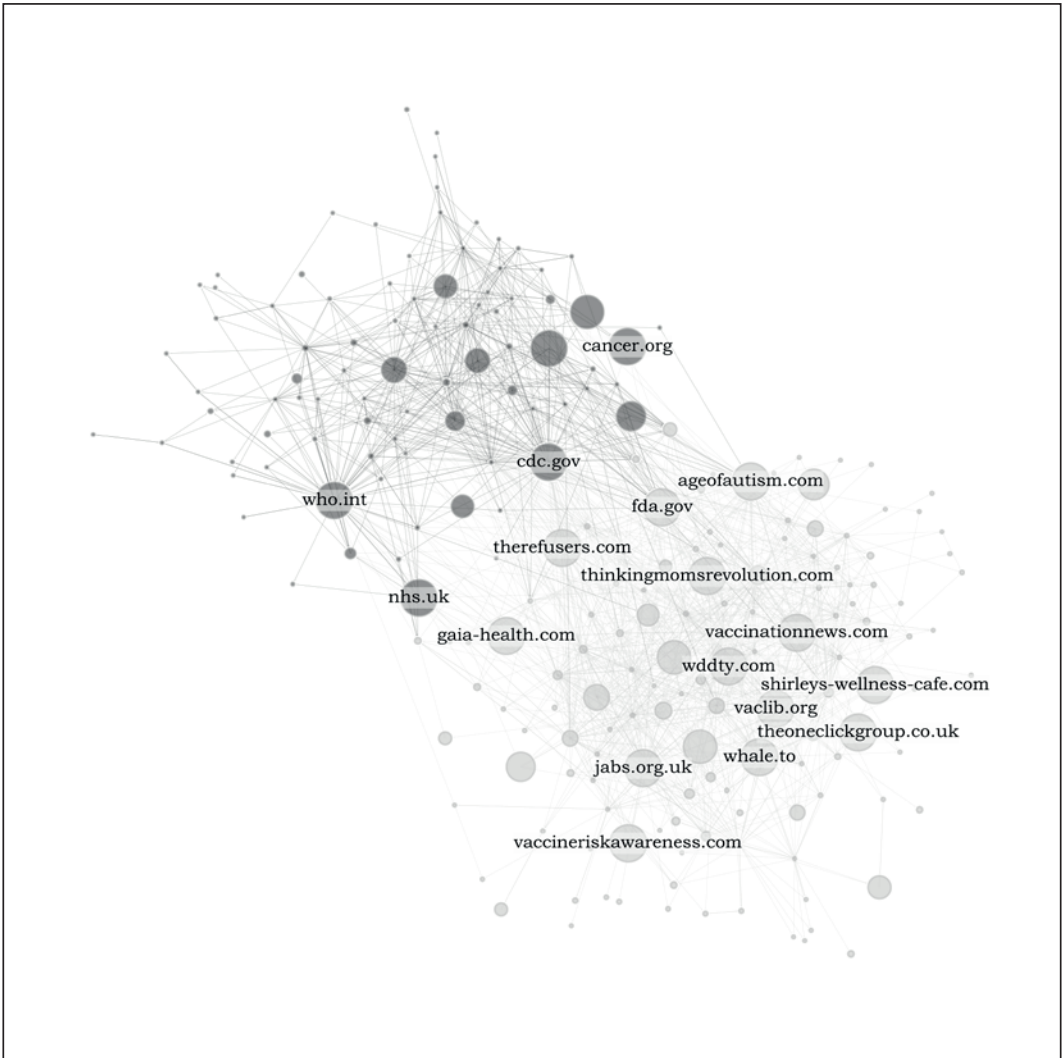 cancer.org
cdc.gov
ageofautism.com
who.int
fda.gov
therefusers.com
thinkingmomsrevolution.com
nhs.uk
vaccinationnews.com
gaia-health.com
wddty.com
shirleys-wellness-cafe.com
vaclib.org
theoneclickgroup.co.uk
whale.to
jabs.org.uk
vaccineriskawareness.com